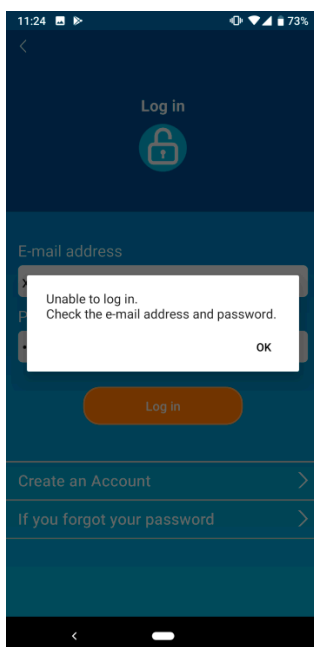 11:24 73%
Log in
E-mail address
Unable to log in.
Check the e-mail address and password.
OK
Log in
Create an Account
If you forgot your password